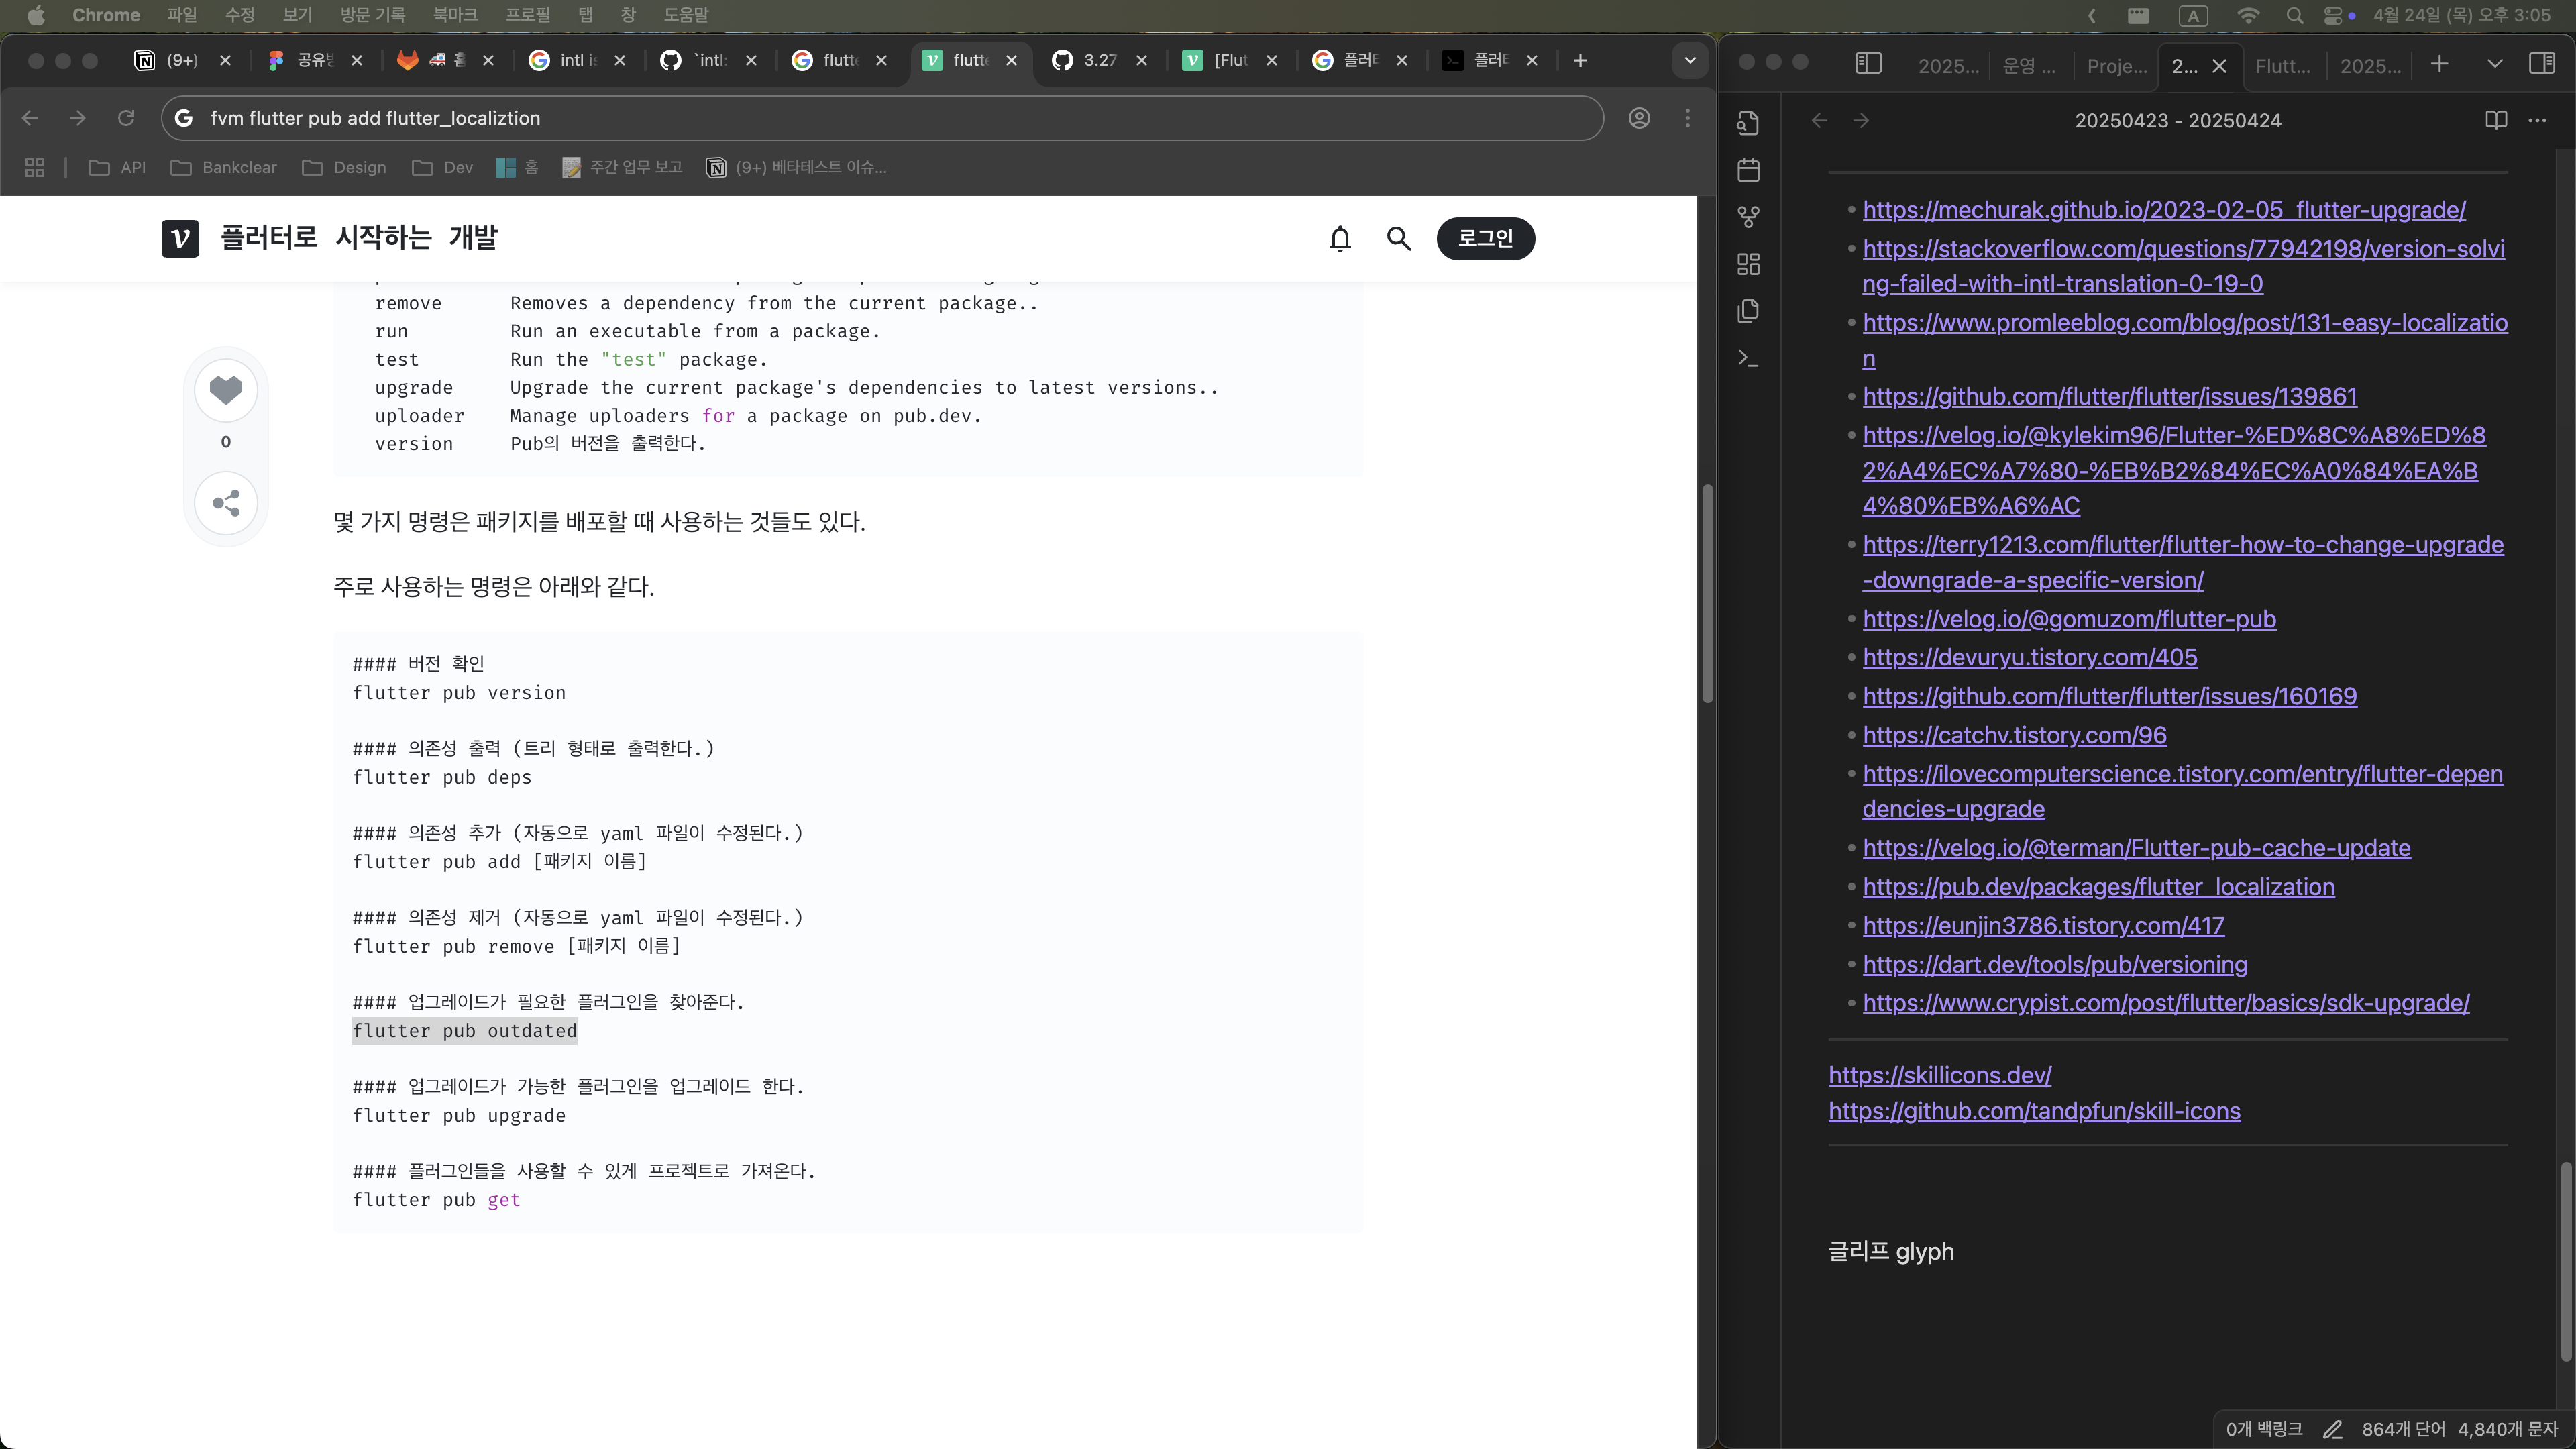 Chrome 파일 수정 보기 방문 기록 북마크 프로필 탭 창 도움말
A 4월 24일 (목) 오후 3:05
(9+) 공유방 홈 intl is `intl: flutte flutte 3.27 [Flut 플러터 플러터
fvm flutter pub add flutter_localiztion
API Bankclear Design Dev 홈 주간 업무 보고 (9+) 베타테스트 이슈...
플러터로 시작하는 개발
로그인
remove Removes a dependency from the current package..
run Run an executable from a package.
test Run the "test" package.
upgrade Upgrade the current package's dependencies to latest versions..
uploader Manage uploaders for a package on pub.dev.
version Pub의 버전을 출력한다.
0
몇 가지 명령은 패키지를 배포할 때 사용하는 것들도 있다.
주로 사용하는 명령은 아래와 같다.
#### 버전 확인
flutter pub version
#### 의존성 출력 (트리 형태로 출력한다.)
flutter pub deps
#### 의존성 추가 (자동으로 yaml 파일이 수정된다.)
flutter pub add [패키지 이름]
#### 의존성 제거 (자동으로 yaml 파일이 수정된다.)
flutter pub remove [패키지 이름]
#### 업그레이드가 필요한 플러그인을 찾아준다.
flutter pub outdated
#### 업그레이드가 가능한 플러그인을 업그레이드 한다.
flutter pub upgrade
#### 플러그인들을 사용할 수 있게 프로젝트로 가져온다.
flutter pub get
2025... 운영 ... Proje... 2... Flutt... 2025...
20250423 - 20250424
https://mechurak.github.io/2023-02-05_flutter-upgrade/
https://stackoverflow.com/questions/77942198/version-solvi
ng-failed-with-intl-translation-0-19-0
https://www.promleeblog.com/blog/post/131-easy-localizatio
n
https://github.com/flutter/flutter/issues/139861
https://velog.io/@kylekim96/Flutter-%ED%8C%A8%ED%8
2%A4%EC%A7%80-%EB%B2%84%EC%A0%84%EA%B
4%80%EB%A6%AC
https://terry1213.com/flutter/flutter-how-to-change-upgrade
-downgrade-a-specific-version/
https://velog.io/@gomuzom/flutter-pub
https://devuryu.tistory.com/405
https://github.com/flutter/flutter/issues/160169
https://catchv.tistory.com/96
https://ilovecomputerscience.tistory.com/entry/flutter-depen
dencies-upgrade
https://velog.io/@terman/Flutter-pub-cache-update
https://pub.dev/packages/flutter_localization
https://eunjin3786.tistory.com/417
https://dart.dev/tools/pub/versioning
https://www.crypist.com/post/flutter/basics/sdk-upgrade/
https://skillicons.dev/
https://github.com/tandpfun/skill-icons
글리프 glyph
0개 백링크 864개 단어 4,840개 문자